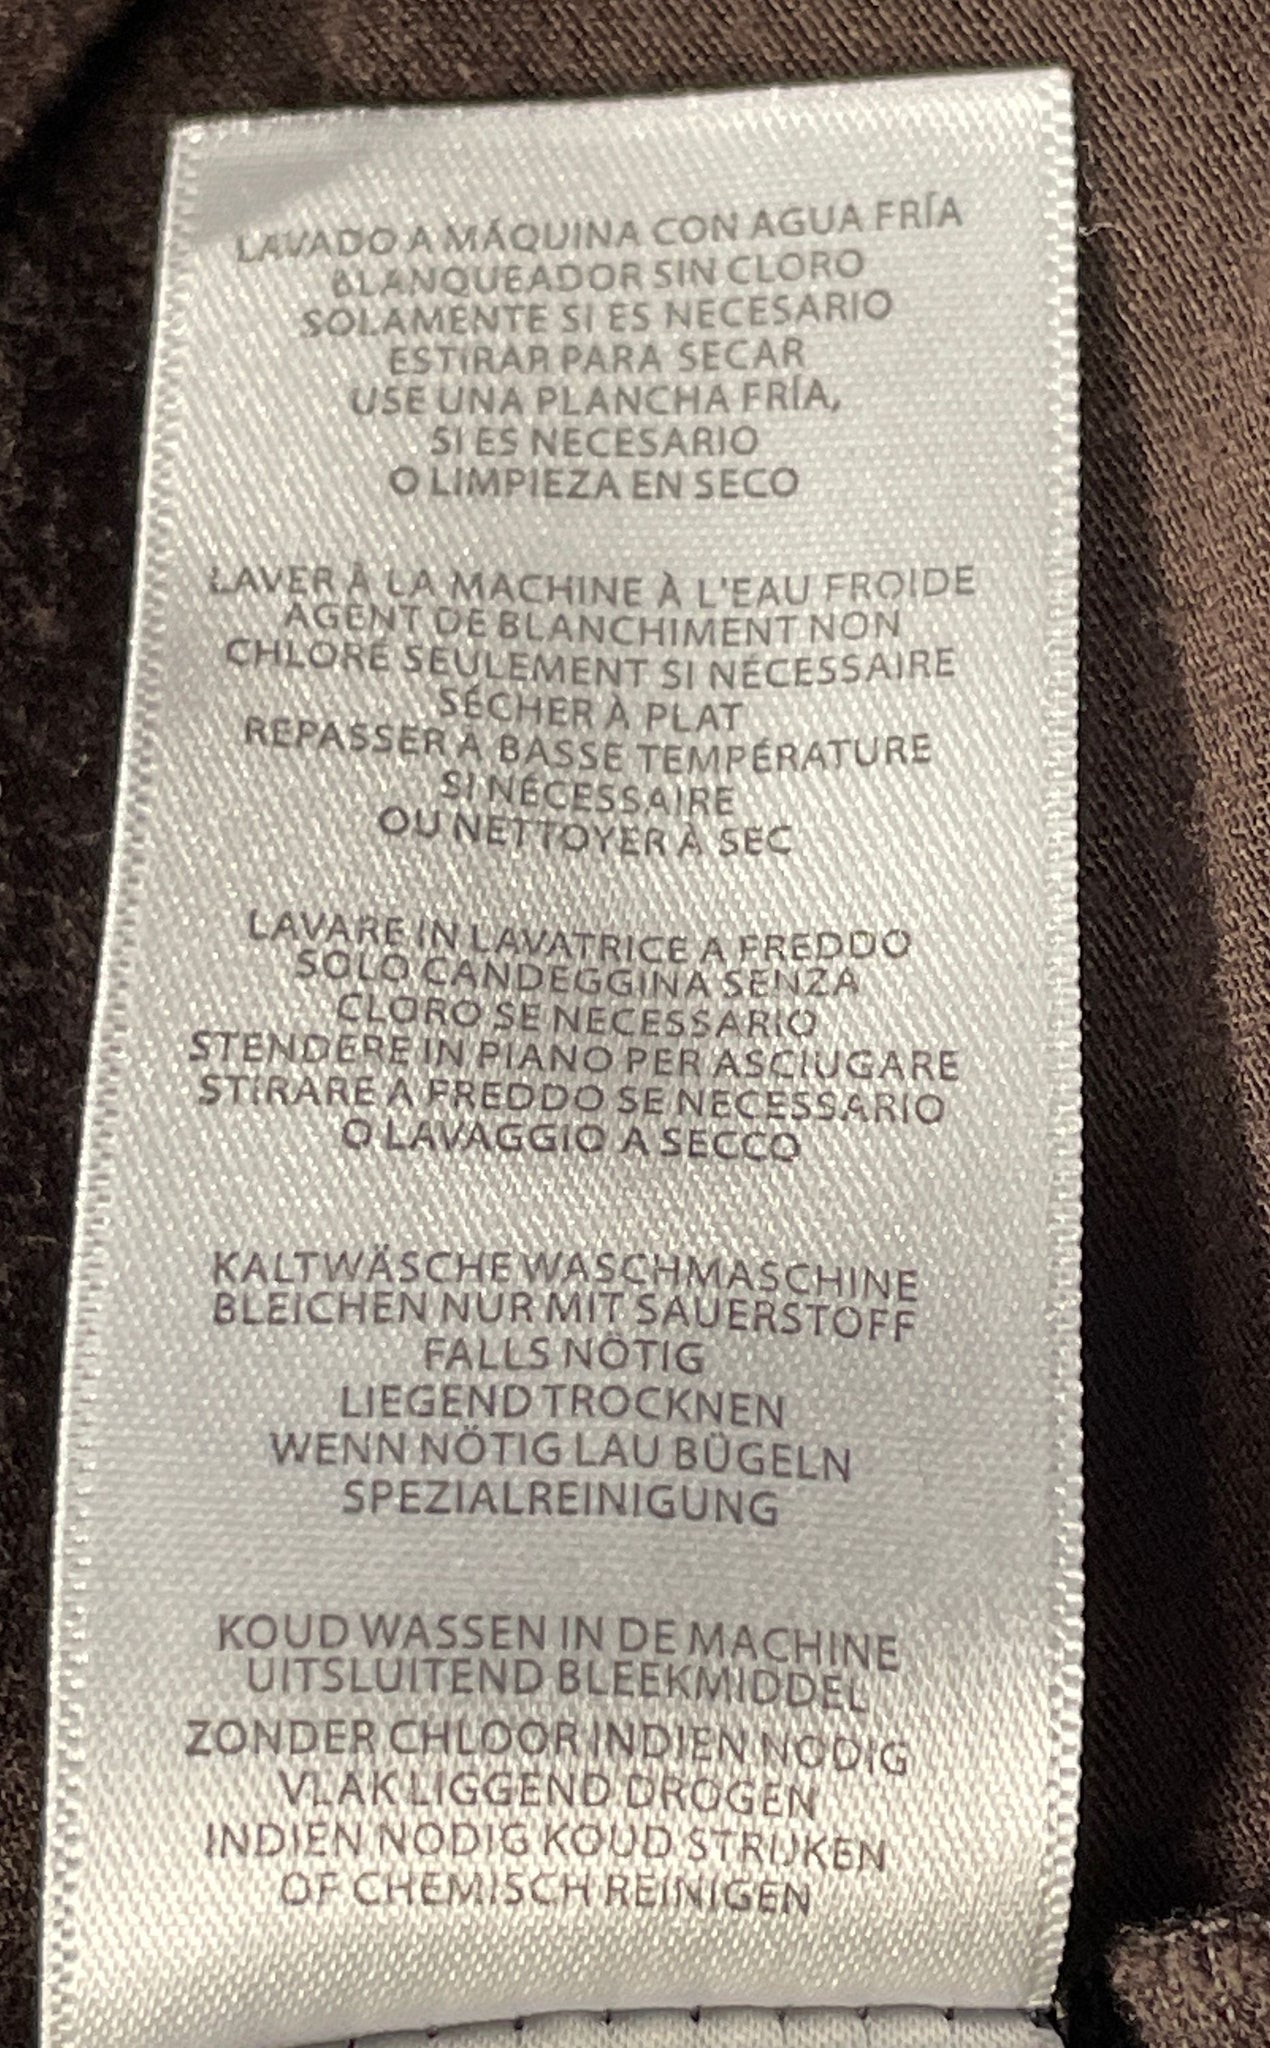 LAVADO A MÁQUINA CON AGUA FRÍA
BLANQUEADOR SIN CLORO
SOLAMENTE SI ES NECESARIO
ESTIRAR PARA SECAR
USE UNA PLANCHA FRÍA,
SI ES NECESARIO
O LIMPIEZA EN SECO
LAVER À LA MACHINE À L'EAU FROIDE
AGENT DE BLANCHIMENT NON
CHLORÉ SEULEMENT SI NÉCESSAIRE
SÉCHER À PLAT
REPASSER À BASSE TEMPÉRATURE
SI NÉCESSAIRE
OU NETTOYER À SEC
LAVARE IN LAVATRICE A FREDDO
SOLO CANDEGGINA SENZA
CLORO SE NECESSARIO
STENDERE IN PIANO PER ASCIUGARE
STIRARE A FREDDO SE NECESSARIO
O LAVAGGIO A SECCO
KALTWÄSCHE WASCHMASCHINE
BLEICHEN NUR MIT SAUERSTOFF
FALLS NÖTIG
LIEGEND TROCKNEN
WENN NÖTIG LAU BÜGELN
SPEZIALREINIGUNG
KOUD WASSEN IN DE MACHINE
UITSLUITEND BLEEKMIDDEL
ZONDER CHLOOR INDIEN NODIG
VLAK LIGGEND DROGEN
INDIEN NODIG KOUD STRIJKEN
OF CHEMISCH REINIGEN